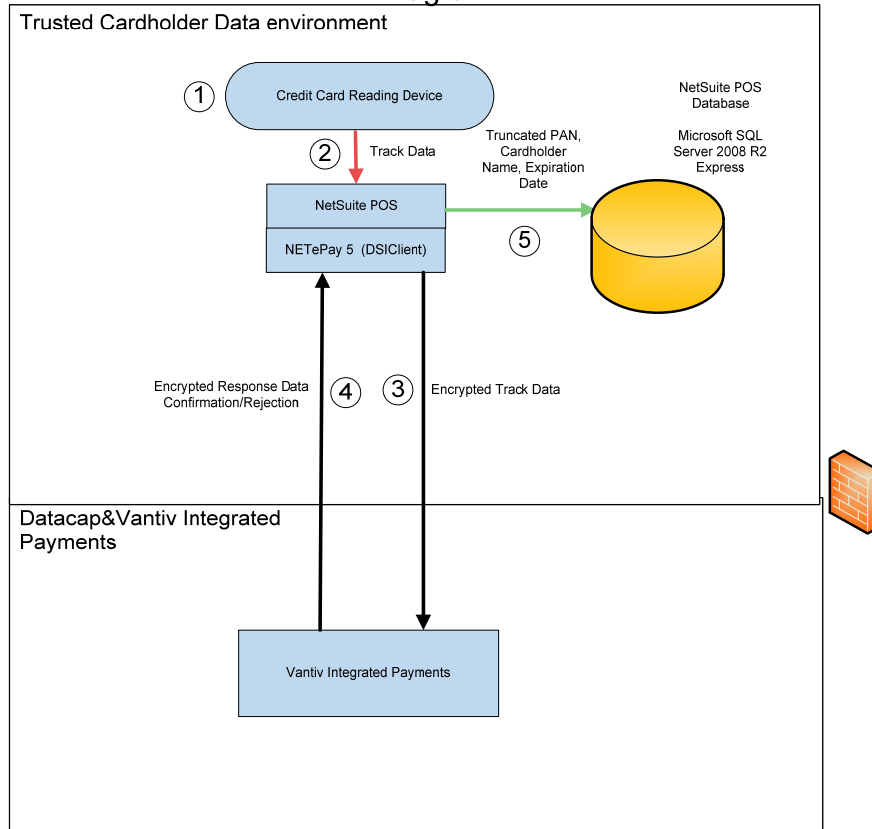 Trusted Cardholder Data environment
1
Credit Card Reading Device
NetSuite POS
Database
Microsoft SQL
Server 2008 R2
Express
2
Track Data
Truncated PAN,
Cardholder
Name, Expiration
Date
NetSuite POS
NETePay 5 (DSIClient)
5
Encrypted Response Data
Confirmation/Rejection
4
3
Encrypted Track Data
Datacap&Vantiv Integrated
Payments
Vantiv Integrated Payments